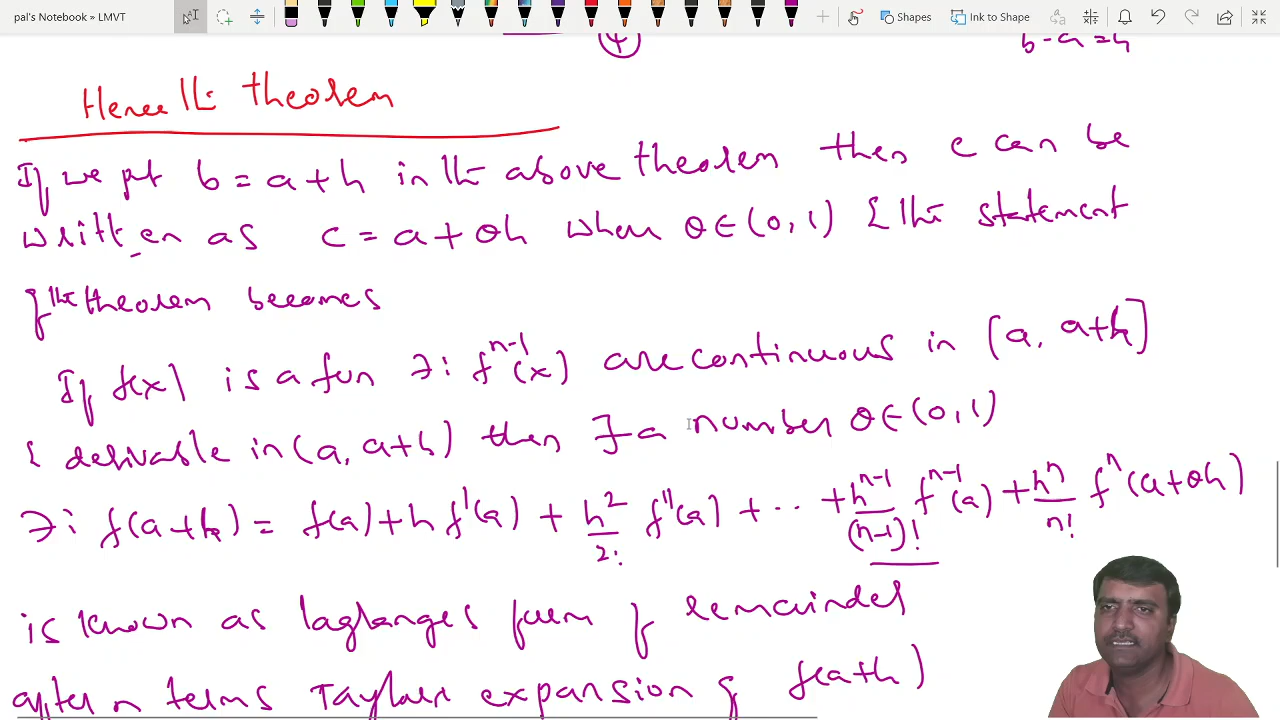 pal's Notebook » LMVT
Shapes
Ink to Shape
4
b-a=h
Hence the theorem
If we put b = a+h in the above theorem then c can be
written as c = a+θh when θ∈(0,1) & the statement
of the theorem becomes
If f(x) is a fun ∋: f^{n-1}(x) are continuous in [a, a+h]
& derivable in (a, a+h) then ∃ a number θ∈(0,1)
∋: f(a+h) = f(a)+h f'(a) + h^2/2! f''(a) + ... + h^{n-1}/(n-1)! f^{n-1}(a) + h^n/n! f^n(a+θh)
is known as lagranges form of remainder
after n terms Taylor expansion of f(a+h)